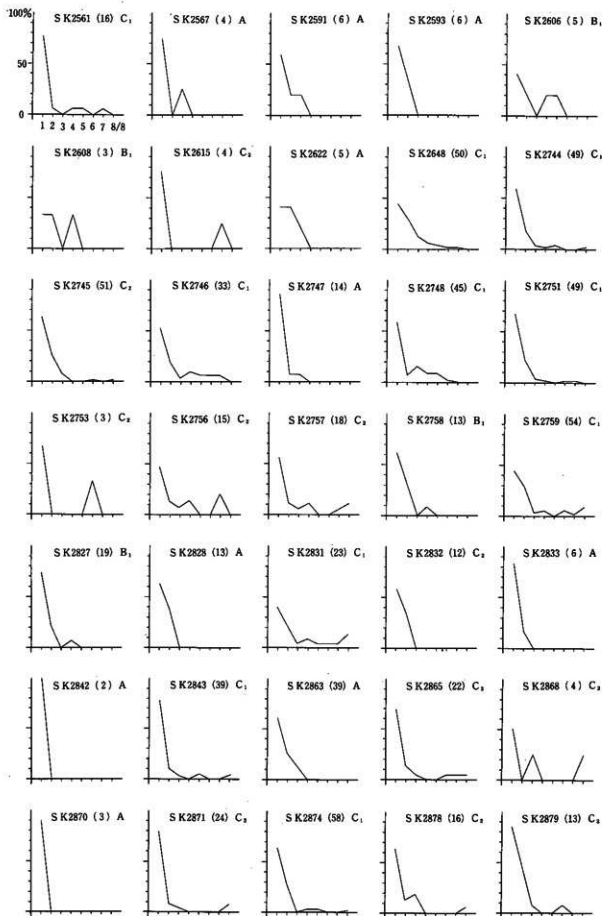 100%
50
0
1 2 3 4 5 6 7 8/8
SK2561 (16) C₁
SK2567 (4) A
SK2591 (6) A
SK2593 (6) A
SK2606 (5) B₁
SK2608 (3) B₁
SK2615 (4) C₂
SK2622 (5) A
SK2648 (50) C₁
SK2744 (49) C₁
SK2745 (51) C₂
SK2746 (33) C₁
SK2747 (14) A
SK2748 (45) C₁
SK2751 (49) C₁
SK2753 (3) C₂
SK2756 (15) C₂
SK2757 (18) C₂
SK2758 (13) B₁
SK2759 (54) C₁
SK2827 (19) B₁
SK2828 (13) A
SK2831 (23) C₁
SK2832 (12) C₂
SK2833 (6) A
SK2842 (2) A
SK2843 (39) C₁
SK2863 (39) A
SK2865 (22) C₂
SK2868 (4) C₂
SK2870 (3) A
SK2871 (24) C₂
SK2874 (58) C₁
SK2878 (16) C₂
SK2879 (13) C₂